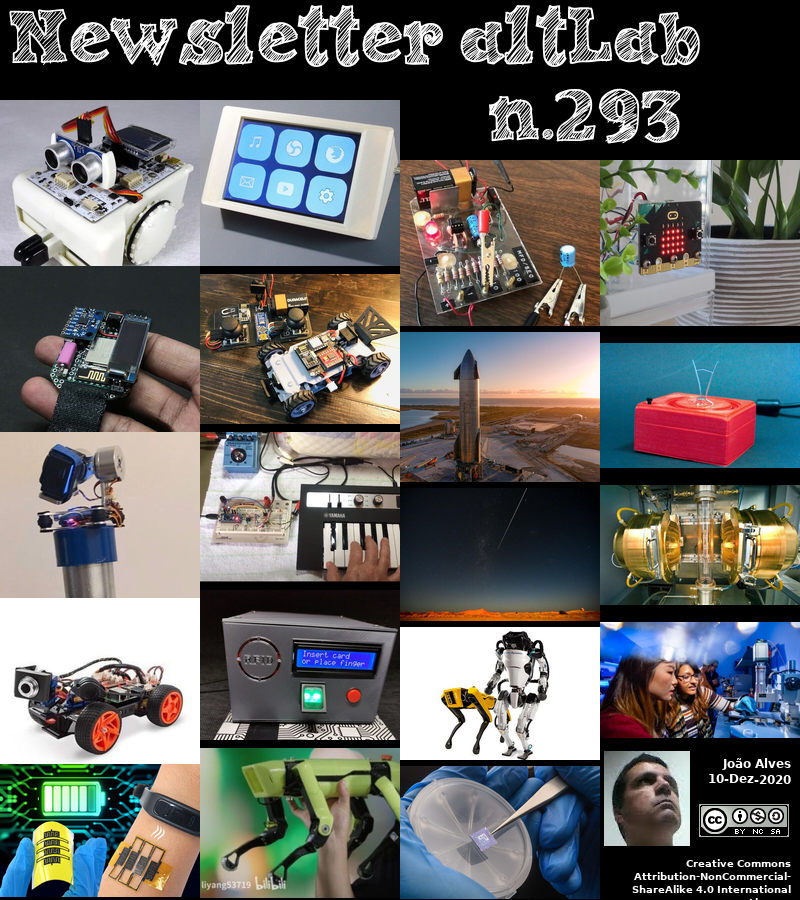 Newsletter altLab
n.293
DURACELL
YAMAHA
RFID
Insert card
or place finger
liyang53719 bilibili
João Alves
10-Dez-2020
cc
BY NC SA
Creative Commons
Attribution-NonCommercial-
ShareAlike 4.0 International